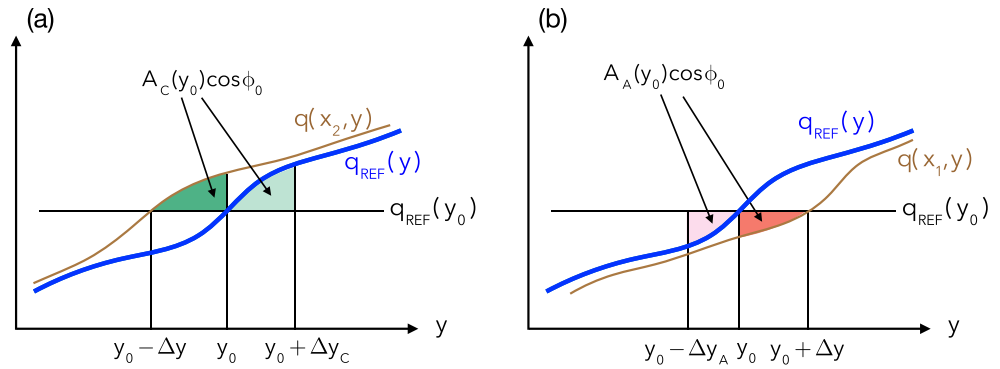 (a)
A_C(y_0)cosϕ_0
q(x_2,y)
q_REF(y)
q_REF(y_0)
y
y_0−Δy
y_0
y_0+Δy_C
(b)
A_A(y_0)cosϕ_0
q_REF(y)
q(x_1,y)
q_REF(y_0)
y
y_0−Δy_A
y_0
y_0+Δy